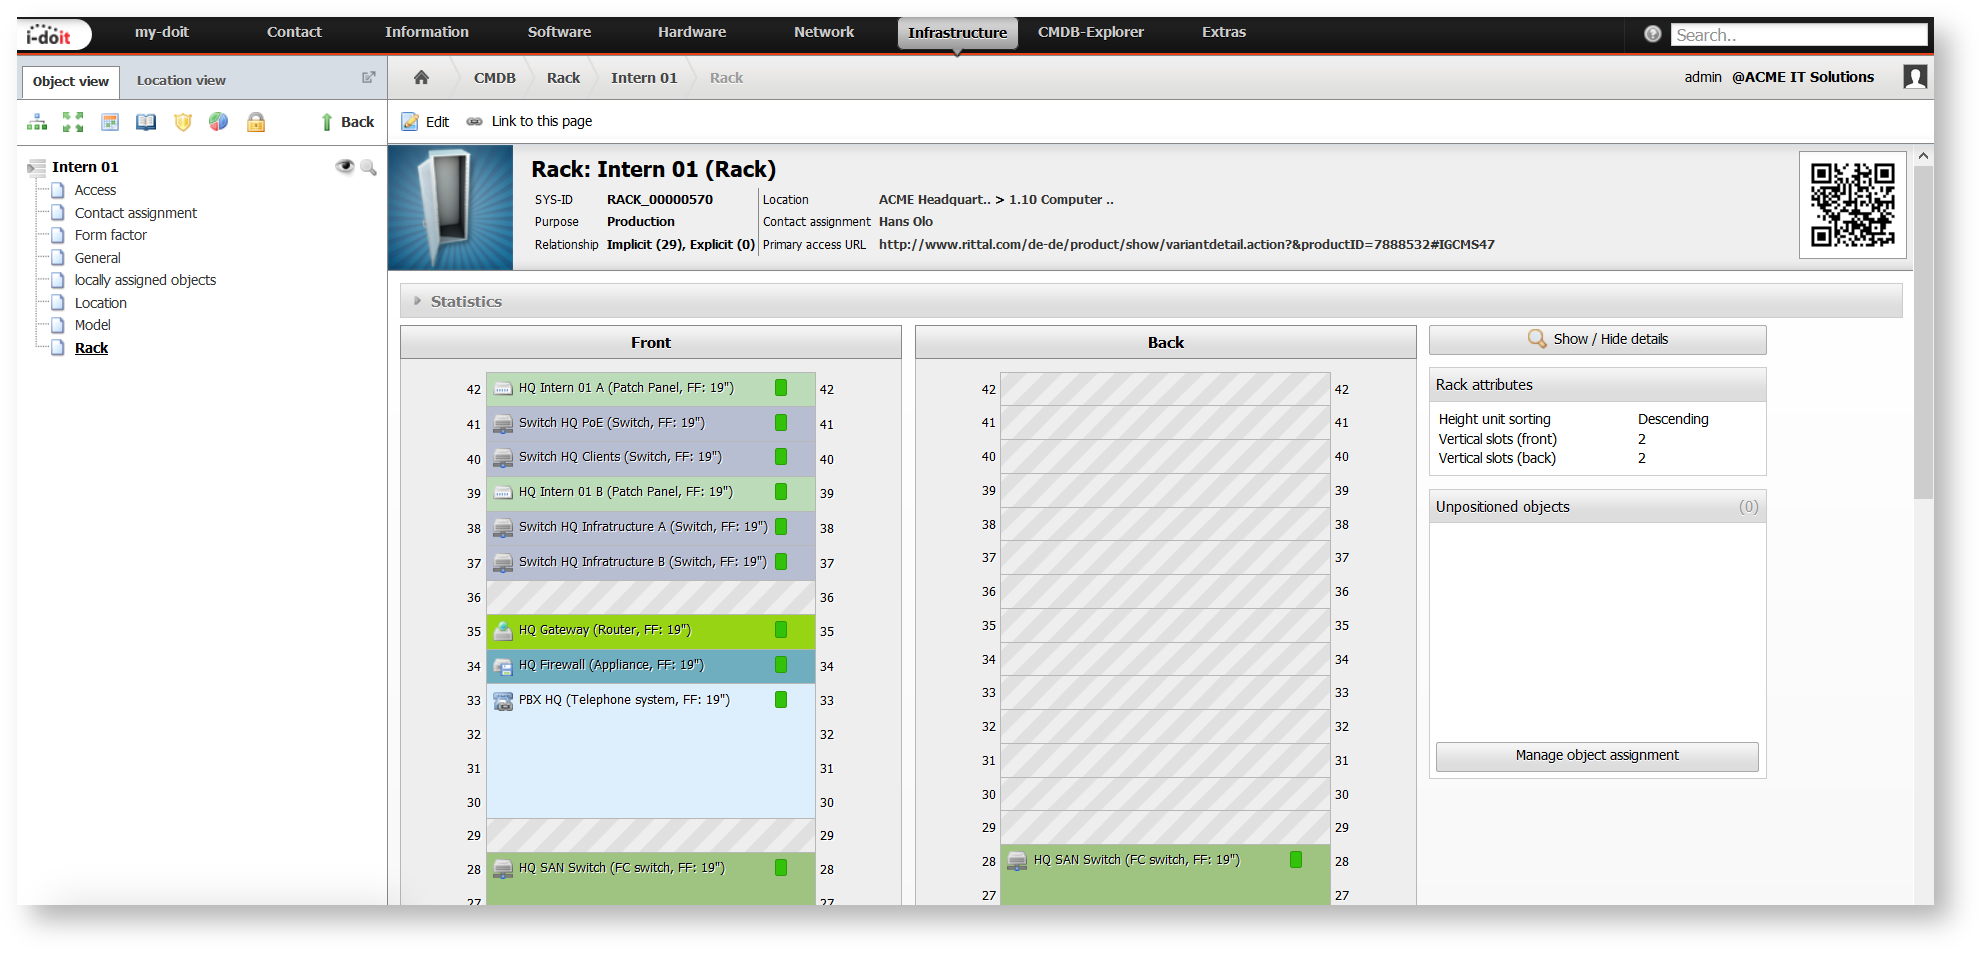 i-doit
my-doit Contact Information Software Hardware Network Infrastructure CMDB-Explorer Extras ? Search..
Object view Location view
CMDB Rack Intern 01 Rack
admin @ACME IT Solutions
Back
Edit Link to this page
Intern 01
Access
Contact assignment
Form factor
General
locally assigned objects
Location
Model
Rack
Rack: Intern 01 (Rack)
SYS-ID RACK_00000570 Location ACME Headquart.. > 1.10 Computer ..
Purpose Production Contact assignment Hans Olo
Relationship Implicit (29), Explicit (0) Primary access URL http://www.rittal.com/de-de/product/show/variantdetail.action?&productID=7888532#IGCMS47
Statistics
Front
42 HQ Intern 01 A (Patch Panel, FF: 19") 42
41 Switch HQ PoE (Switch, FF: 19") 41
40 Switch HQ Clients (Switch, FF: 19") 40
39 HQ Intern 01 B (Patch Panel, FF: 19") 39
38 Switch HQ Infratructure A (Switch, FF: 19") 38
37 Switch HQ Infratructure B (Switch, FF: 19") 37
36 36
35 HQ Gateway (Router, FF: 19") 35
34 HQ Firewall (Appliance, FF: 19") 34
33 PBX HQ (Telephone system, FF: 19") 33
32 32
31 31
30 30
29 29
28 HQ SAN Switch (FC switch, FF: 19") 28
27 27
Back
42 42
41 41
40 40
39 39
38 38
37 37
36 36
35 35
34 34
33 33
32 32
31 31
30 30
29 29
28 HQ SAN Switch (FC switch, FF: 19") 28
27 27
Show / Hide details
Rack attributes
Height unit sorting Descending
Vertical slots (front) 2
Vertical slots (back) 2
Unpositioned objects (0)
Manage object assignment